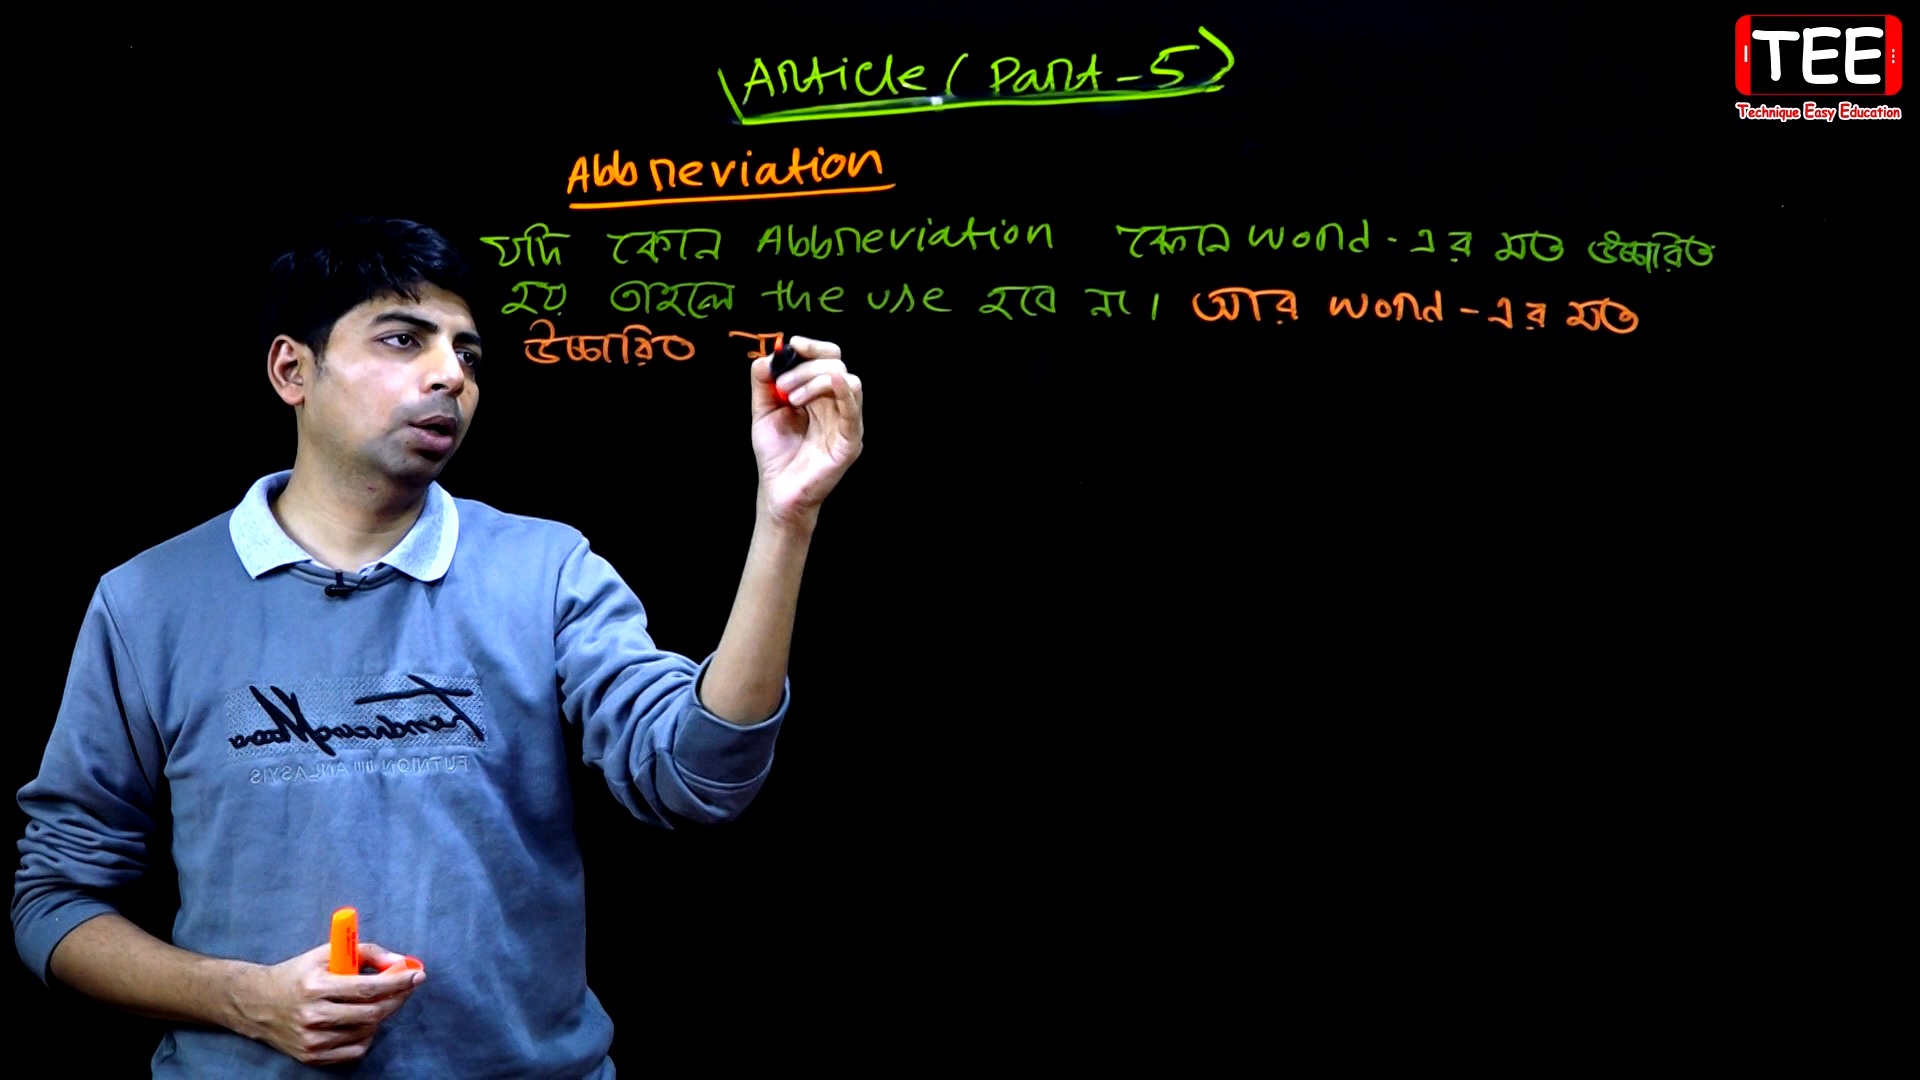 Article (Part-5)
TEE
Technique Easy Education
Abbreviation
যদি কোন Abbreviation কোন word-এর মত উচ্চারিত
হয় তাহলে the use হবে না। আর word-এর মত
উচ্চারিত না